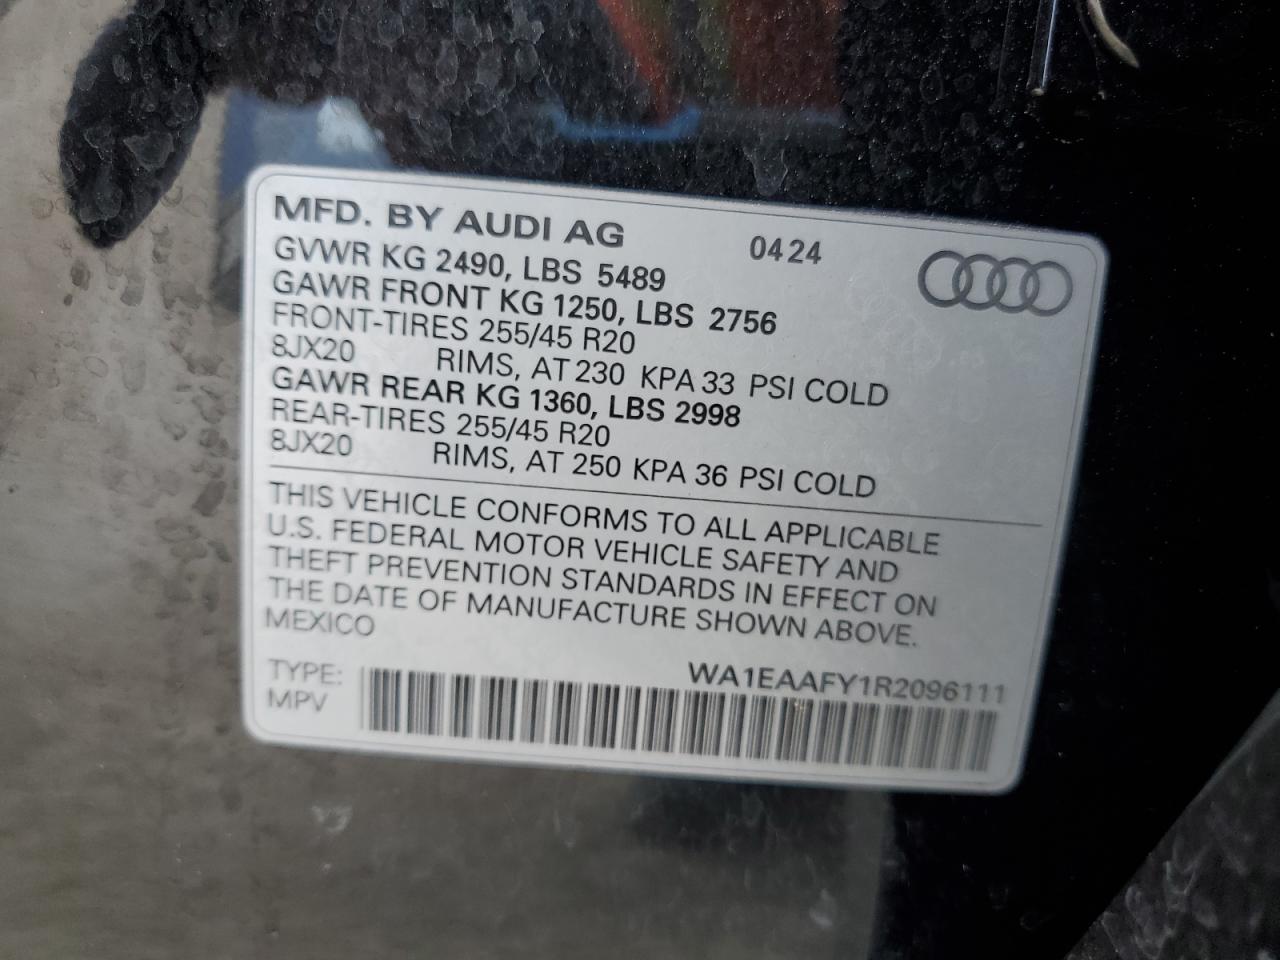 MFD. BY AUDI AG 0424
GVWR KG 2490, LBS 5489
GAWR FRONT KG 1250, LBS 2756
FRONT-TIRES 255/45 R20
8JX20 RIMS, AT 230 KPA 33 PSI COLD
GAWR REAR KG 1360, LBS 2998
REAR-TIRES 255/45 R20
8JX20 RIMS, AT 250 KPA 36 PSI COLD
THIS VEHICLE CONFORMS TO ALL APPLICABLE
U.S. FEDERAL MOTOR VEHICLE SAFETY AND
THEFT PREVENTION STANDARDS IN EFFECT ON
THE DATE OF MANUFACTURE SHOWN ABOVE.
MEXICO
WA1EAAFY1R2096111
TYPE:
MPV